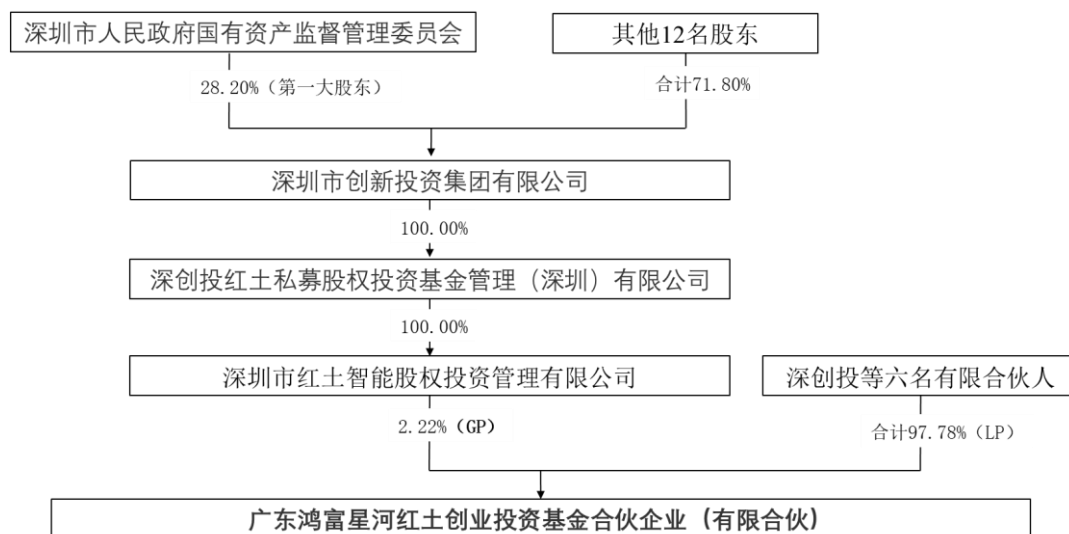 深圳市人民政府国有资产监督管理委员会
其他12名股东
28.20%（第一大股东）
合计71.80%
深圳市创新投资集团有限公司
100.00%
深创投红土私募股权投资基金管理（深圳）有限公司
100.00%
深圳市红土智能股权投资管理有限公司
深创投等六名有限合伙人
2.22%（GP）
合计97.78%（LP）
广东鸿富星河红土创业投资基金合伙企业（有限合伙）